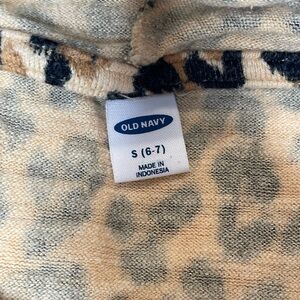 OLD NAVY
S (6-7)
MADE IN
INDONESIA